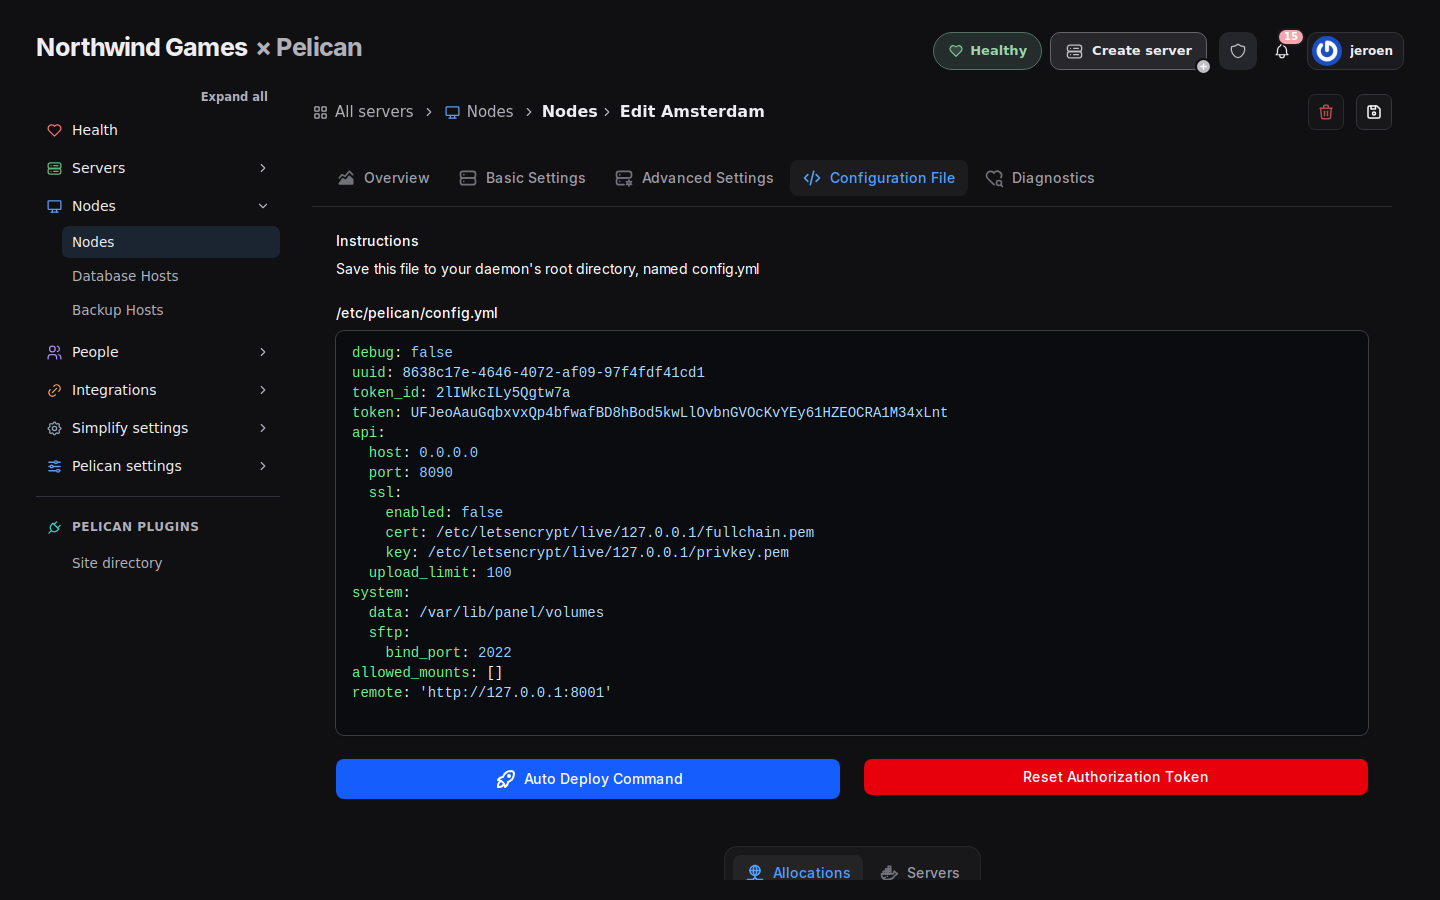 Northwind Games × Pelican
Healthy
Create server
15
jeroen
Expand all
Health
Servers
Nodes
Nodes
Database Hosts
Backup Hosts
People
Integrations
Simplify settings
Pelican settings
PELICAN PLUGINS
Site directory
All servers > Nodes > Nodes > Edit Amsterdam
Overview
Basic Settings
Advanced Settings
Configuration File
Diagnostics
Instructions
Save this file to your daemon's root directory, named config.yml
/etc/pelican/config.yml
debug: false
uuid: 8638c17e-4646-4072-af09-97f4fdf41cd1
token_id: 2lIWkcILy5Qgtw7a
token: UFJeoAauGqbxvxQp4bfwafBD8hBod5kwLlOvbnGVOcKvYEy61HZEOCRA1M34xLnt
api:
  host: 0.0.0.0
  port: 8090
  ssl:
    enabled: false
    cert: /etc/letsencrypt/live/127.0.0.1/fullchain.pem
    key: /etc/letsencrypt/live/127.0.0.1/privkey.pem
  upload_limit: 100
system:
  data: /var/lib/panel/volumes
  sftp:
    bind_port: 2022
allowed_mounts: []
remote: 'http://127.0.0.1:8001'
Auto Deploy Command
Reset Authorization Token
Allocations
Servers